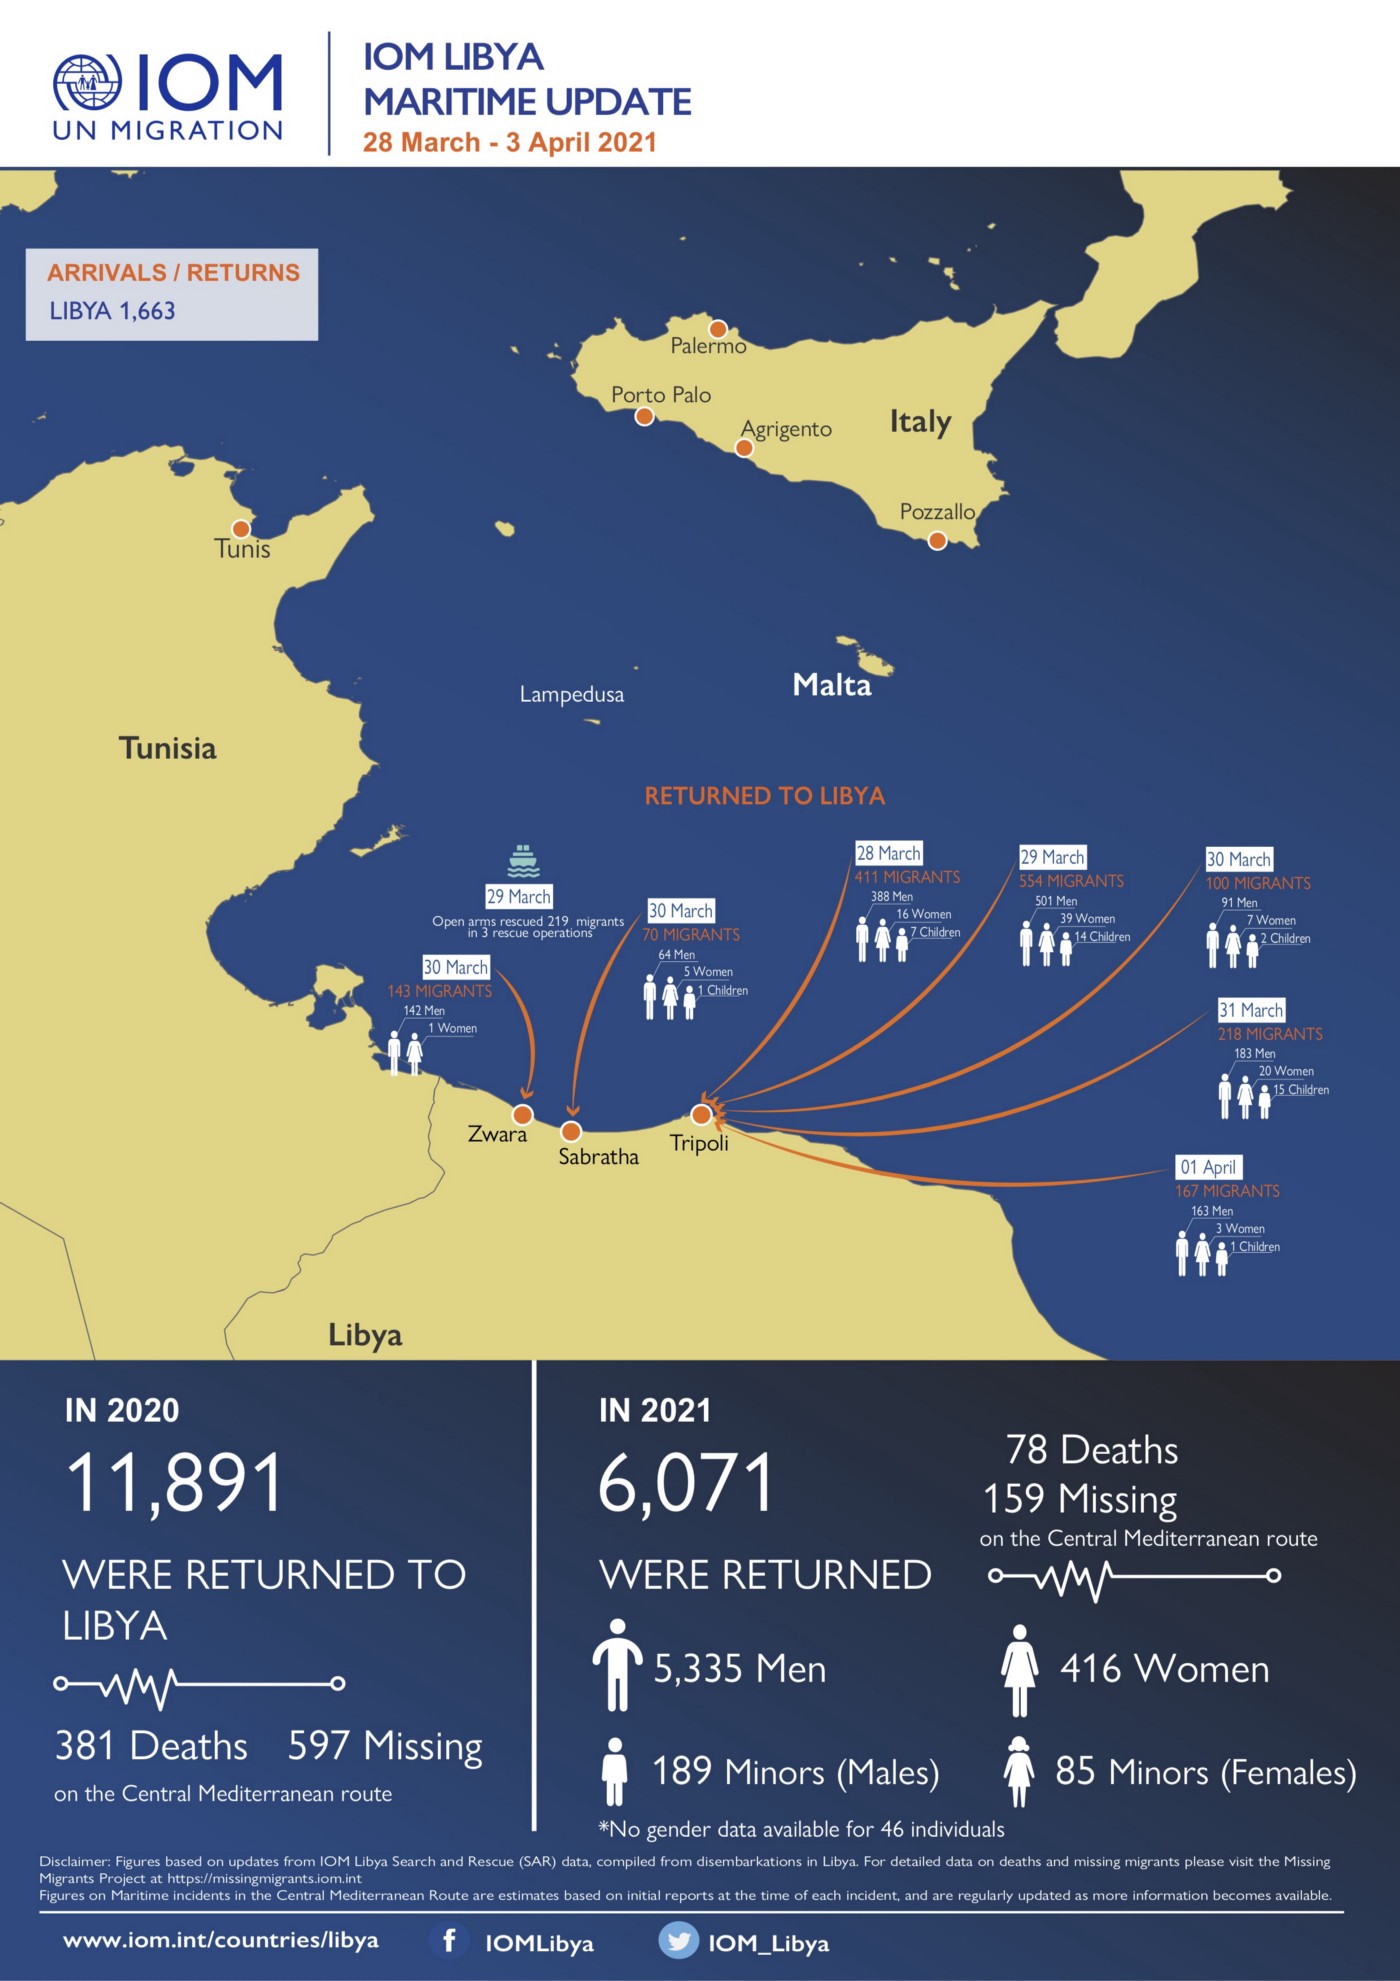 IOM
UN MIGRATION
IOM LIBYA
MARITIME UPDATE
28 March - 3 April 2021
ARRIVALS / RETURNS
LIBYA 1,663
Palermo
Porto Palo
Agrigento
Italy
Pozzallo
Tunis
Lampedusa
Malta
Tunisia
RETURNED TO LIBYA
29 March
Open arms rescued 219 migrants
in 3 rescue operations
30 March
143 MIGRANTS
142 Men
1 Women
30 March
70 MIGRANTS
64 Men
5 Women
1 Children
28 March
411 MIGRANTS
388 Men
16 Women
7 Children
29 March
554 MIGRANTS
501 Men
39 Women
14 Children
30 March
100 MIGRANTS
91 Men
7 Women
2 Children
31 March
218 MIGRANTS
183 Men
20 Women
15 Children
01 April
167 MIGRANTS
163 Men
3 Women
1 Children
Zwara
Sabratha
Tripoli
Libya
IN 2020
11,891
WERE RETURNED TO
LIBYA
381 Deaths 597 Missing
on the Central Mediterranean route
IN 2021
6,071
WERE RETURNED
78 Deaths
159 Missing
on the Central Mediterranean route
5,335 Men
416 Women
189 Minors (Males)
85 Minors (Females)
*No gender data available for 46 individuals
Disclaimer: Figures based on updates from IOM Libya Search and Rescue (SAR) data, compiled from disembarkations in Libya. For detailed data on deaths and missing migrants please visit the Missing
Migrants Project at https://missingmigrants.iom.int
Figures on Maritime incidents in the Central Mediterranean Route are estimates based on initial reports at the time of each incident, and are regularly updated as more information becomes available.
www.iom.int/countries/libya
IOMLibya
IOM_Libya